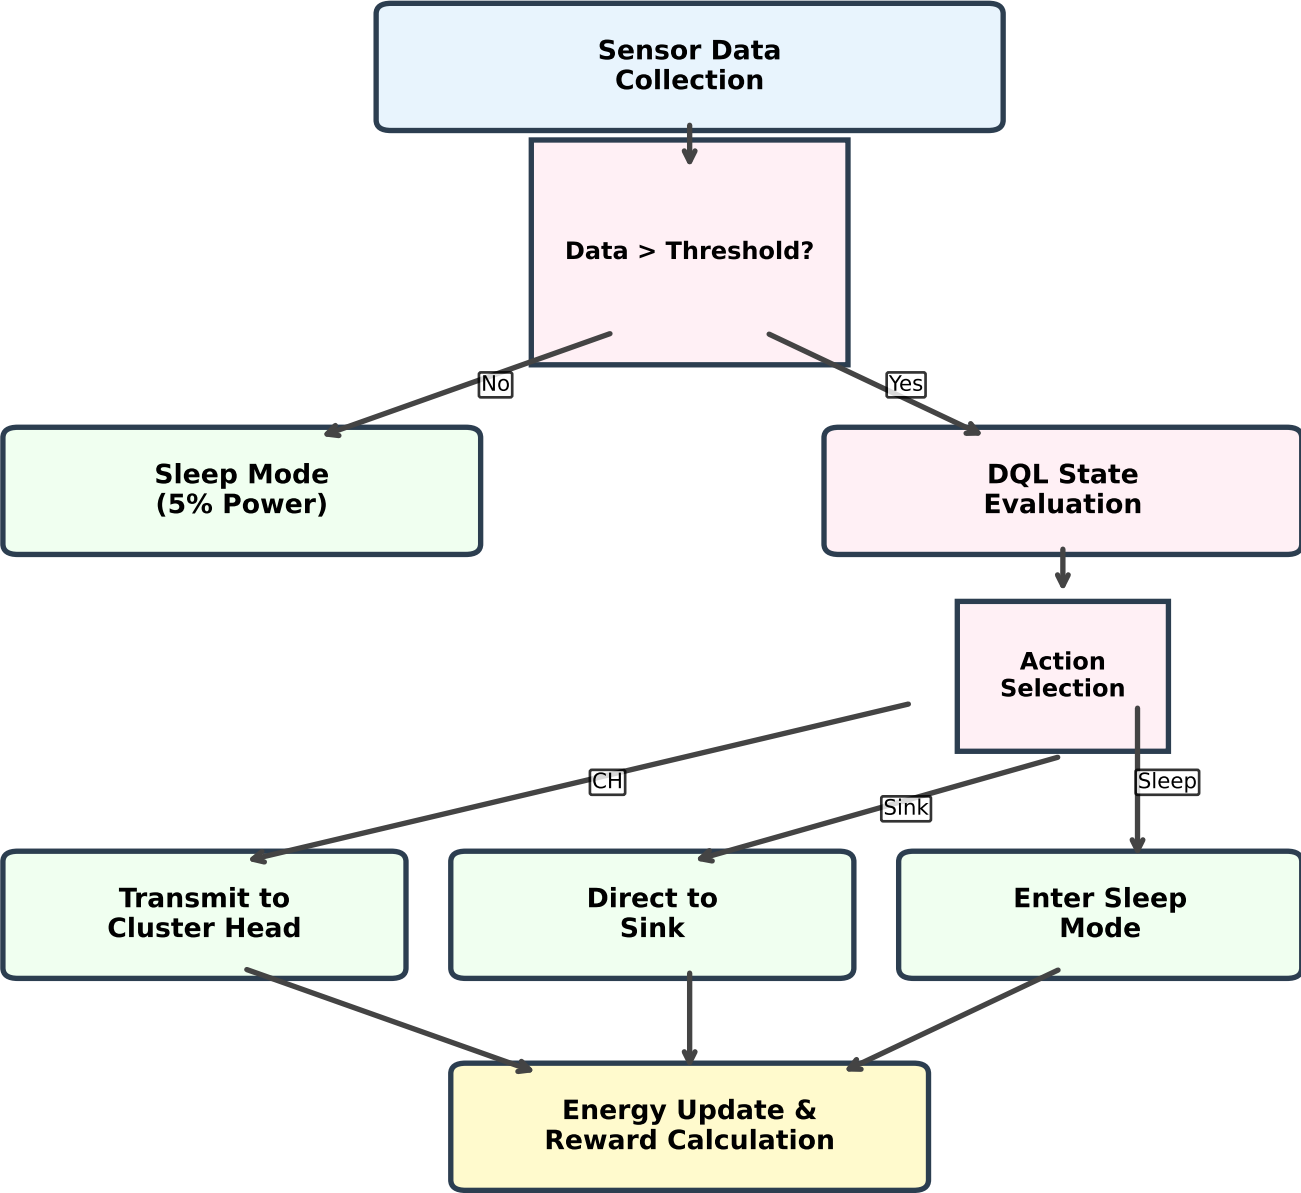 Sensor Data
Collection
Data > Threshold?
No
Yes
Sleep Mode
(5% Power)
DQL State
Evaluation
Action
Selection
CH
Sink
Sleep
Transmit to
Cluster Head
Direct to
Sink
Enter Sleep
Mode
Energy Update &
Reward Calculation